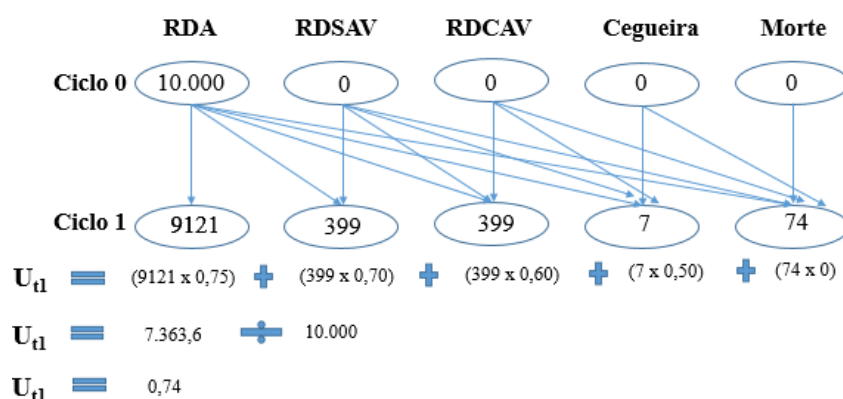 RDA RDSAV RDCAV Cegueira Morte
Ciclo 0 10.000 0 0 0 0
Ciclo 1 9121 399 399 7 74
Ut1 = (9121 x 0,75) + (399 x 0,70) + (399 x 0,60) + (7 x 0,50) + (74 x 0)
Ut1 = 7.363,6 ÷ 10.000
Ut1 = 0,74